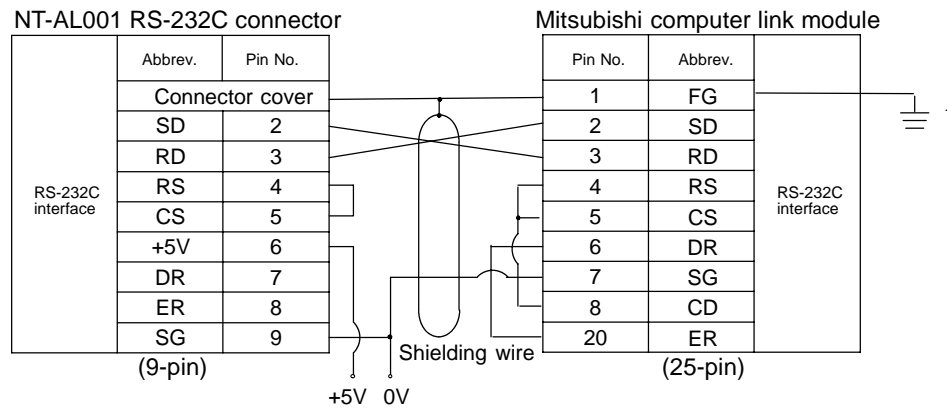 NT-AL001 RS-232C connector
Mitsubishi computer link module
Abbrev. Pin No.
Pin No. Abbrev.
Connector cover
1 FG
SD 2
2 SD
RD 3
3 RD
RS 4
4 RS
RS-232C
interface
RS-232C
interface
CS 5
5 CS
+5V 6
6 DR
DR 7
7 SG
ER 8
8 CD
SG 9
20 ER
Shielding wire
(9-pin)
(25-pin)
+5V 0V